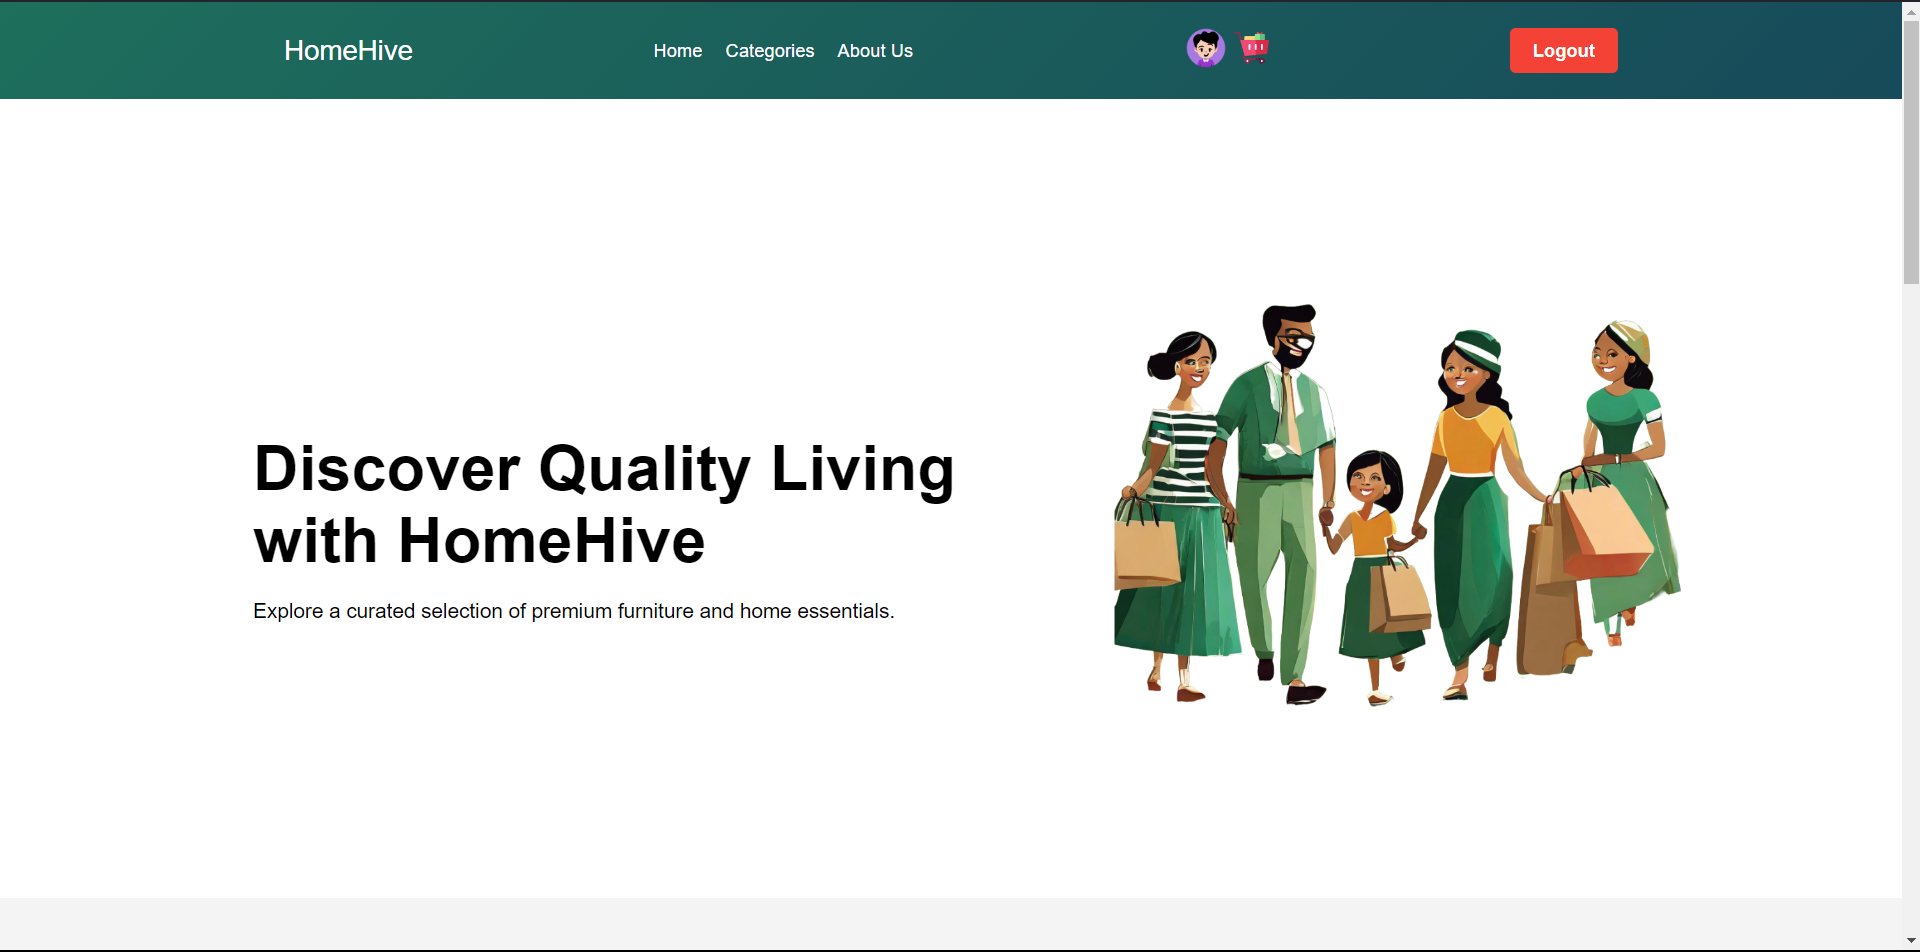 HomeHive
Home Categories About Us
Logout
Discover Quality Living
with HomeHive
Explore a curated selection of premium furniture and home essentials.